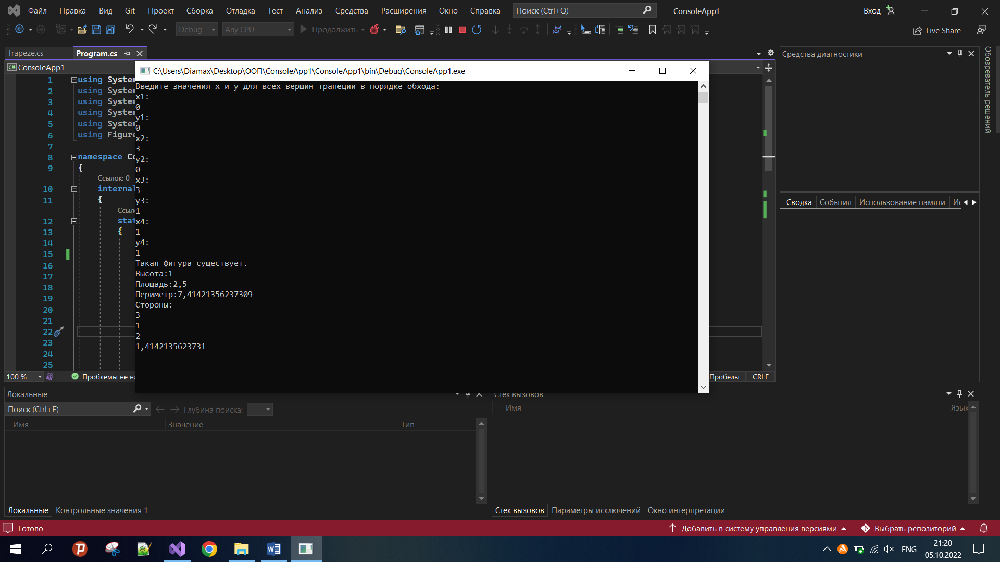 Файл Правка Вид Git Проект Сборка Отладка Тест Анализ Средства Расширения Окно Справка Поиск (Ctrl+Q) ConsoleApp1 Вход
Debug Any CPU Продолжить Live Share
Trapeze.cs Program.cs
ConsoleApp1
C:\Users\Diamax\Desktop\ООП\ConsoleApp1\ConsoleApp1\bin\Debug\ConsoleApp1.exe
1 using System
2 using System
3 using System
4 using System
5 using System
6 using Figure
7
8 namespace Co
9 {
Ссылок: 0
10 internal
11 {
Ссыл
12 stat
13 {
14
15
16
17
18
19
20
21
22
23
24
25
Введите значения x и y для всех вершин трапеции в порядке обхода:
x1:
0
y1:
0
x2:
3
y2:
0
x3:
3
y3:
1
x4:
1
y4:
1
Такая фигура существует.
Высота:1
Площадь:2,5
Периметр:7,41421356237309
Стороны:
3
1
2
1,4142135623731
Средства диагностики
Сводка События Использование памяти Ис
Обозреватель решений
100 % Проблемы не на Пробелы CRLF
Локальные
Поиск (Ctrl+E) Глубина поиска:
Имя Значение Тип
Локальные Контрольные значения 1
Стек вызовов
Имя Язык
Стек вызовов Параметры исключений Окно интерпретации
Готово Добавить в систему управления версиями Выбрать репозиторий
ENG
21:20
05.10.2022